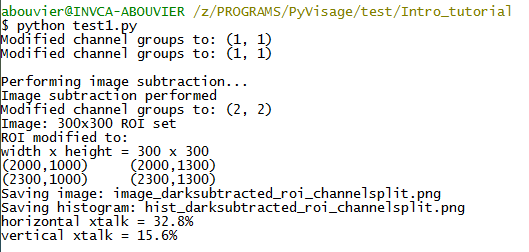 abouvier@INVCA-ABOUVIER /z/PROGRAMS/PyVisage/test/Intro_tutorial
$ python test1.py
Modified channel groups to: (1, 1)
Modified channel groups to: (1, 1)

Performing image subtraction...
Image subtraction performed
Modified channel groups to: (2, 2)
Image: 300x300 ROI set
ROI modified to:
width x height = 300 x 300
(2000,1000)     (2000,1300)
(2300,1000)     (2300,1300)
Saving image: image_darksubtracted_roi_channelsplit.png
Saving histogram: hist_darksubtracted_roi_channelsplit.png
horizontal xtalk = 32.8%
vertical xtalk = 15.6%